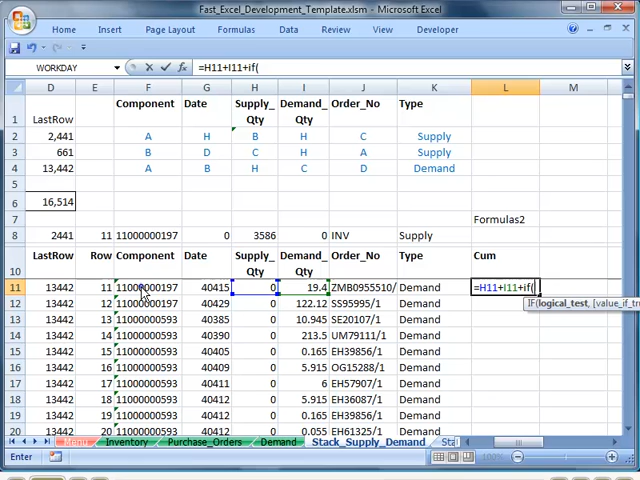 Fast_Excel_Development_Template.xlsm - Microsoft Excel
Home Insert Page Layout Formulas Data Review View Developer
WORKDAY =H11+I11+if(
D E F G H I J K L M
1 LastRow Component Date Supply_Qty Demand_Qty Order_No Type
2 2,441 A H B H C Supply
3 661 B D C H A Supply
4 13,442 A B H C D Demand
5
6 16,514
7 Formulas2
8 2441 11 11000000197 0 3586 0 INV Supply
10 LastRow Row Component Date Supply_Qty Demand_Qty Order_No Type Cum
11 13442 11 11000000197 40415 0 19.4 ZMB0955510/ Demand =H11+I11+if(
IF(logical_test, [value_if_tru
12 13442 12 11000000197 40429 0 122.12 SS95995/1 Demand
13 13442 13 11000000593 40385 0 10.945 SE20107/1 Demand
14 13442 14 11000000593 40390 0 213.5 UM79111/1 Demand
15 13442 15 11000000593 40405 0 0.165 EH39856/1 Demand
16 13442 16 11000000593 40409 0 5.915 OG15288/1 Demand
17 13442 17 11000000593 40411 0 6 EH57907/1 Demand
18 13442 18 11000000593 40412 0 5.915 EH39836/1 Demand
19 13442 19 11000000593 40412 0 0.165 EH39856/1 Demand
20 13442 20 11000000593 40412 0 0.055 EH61325/1 Demand
Menu Inventory Purchase_Orders Demand Stack_Supply_Demand Sta
Enter 100%